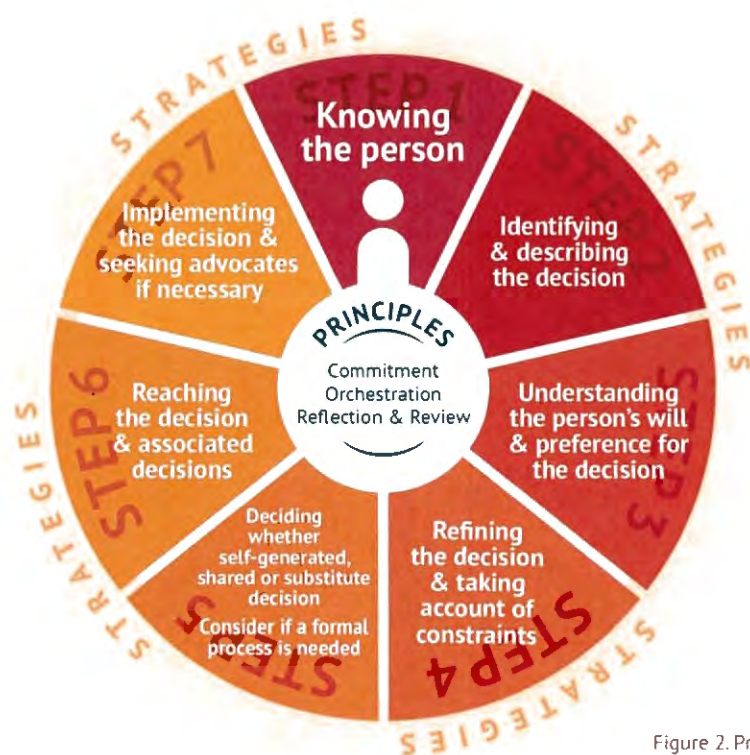 STRATEGIES
STEP 1
Knowing
the person
STRATEGIES
STEP 2
Identifying
& describing
the decision
STEP 3
Understanding
the person's will
& preference for
the decision
STRATEGIES
STEP 4
Refining
the decision
& taking
account of
constraints
STEP 5
Deciding
whether
self-generated,
shared or substitute
decision
Consider if a formal
process is needed
STRATEGIES
STEP 6
Reaching
the decision
& associated
decisions
STEP 7
Implementing
the decision &
seeking advocates
if necessary
PRINCIPLES
Commitment
Orchestration
Reflection & Review
Figure 2. Pr